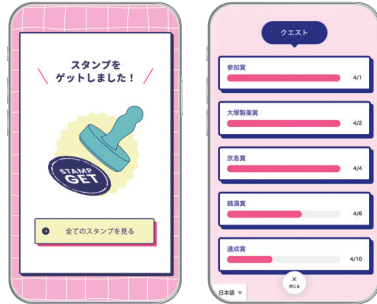 スタンプを
ゲットしました！
STAMP
GET
全てのスタンプを見る
クエスト
参加賞
4/1
大塚製薬賞
4/2
京急賞
4/4
銭湯賞
4/6
達成賞
4/10
×
閉じる
日本語 ▼